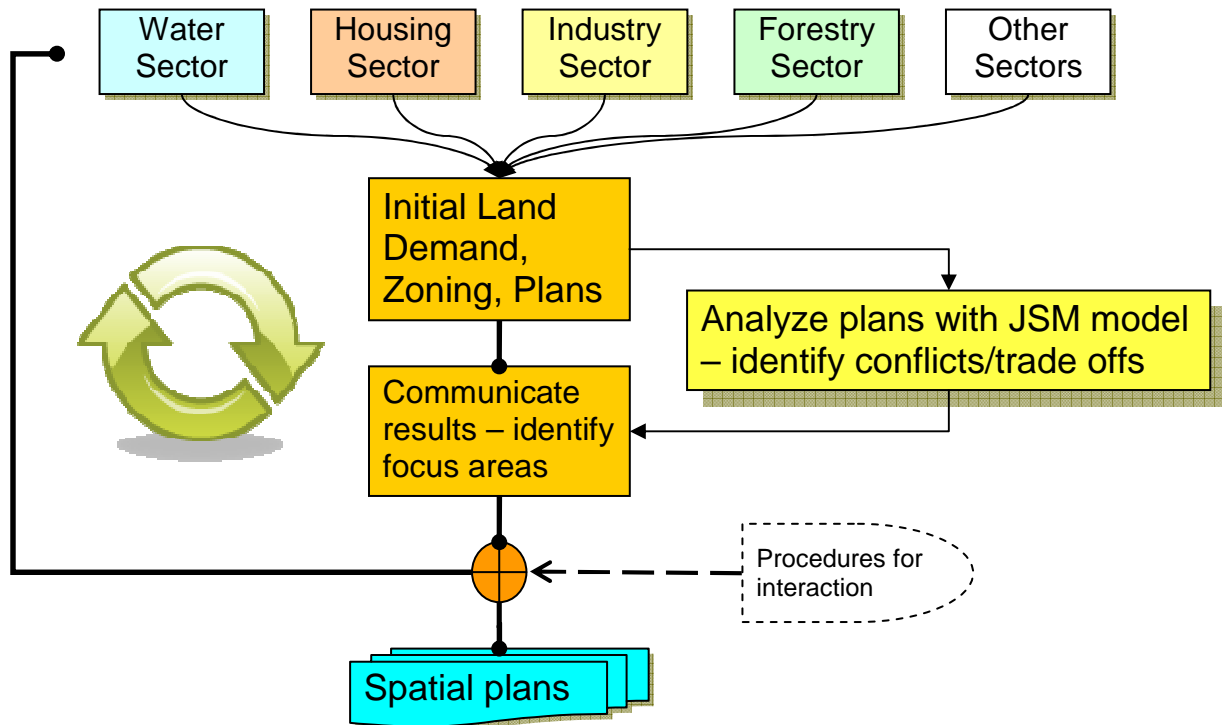 Water
Sector
Housing
Sector
Industry
Sector
Forestry
Sector
Other
Sectors
Initial Land
Demand,
Zoning, Plans
Analyze plans with JSM model
– identify conflicts/trade offs
Communicate
results – identify
focus areas
Procedures for
interaction
Spatial plans